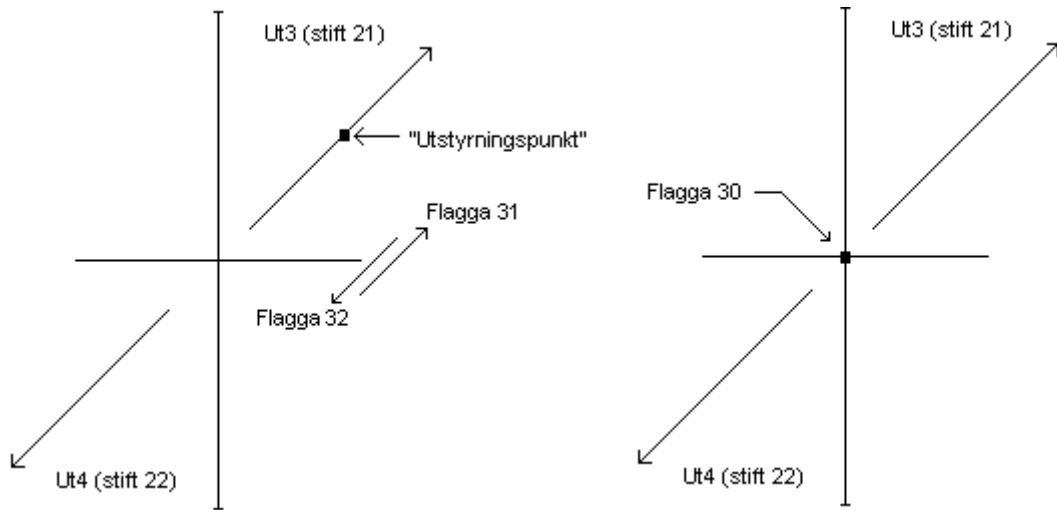 Ut3 (stift 21)
"Utstyrningspunkt"
Flagga 31
Flagga 32
Ut4 (stift 22)
Ut3 (stift 21)
Flagga 30
Ut4 (stift 22)